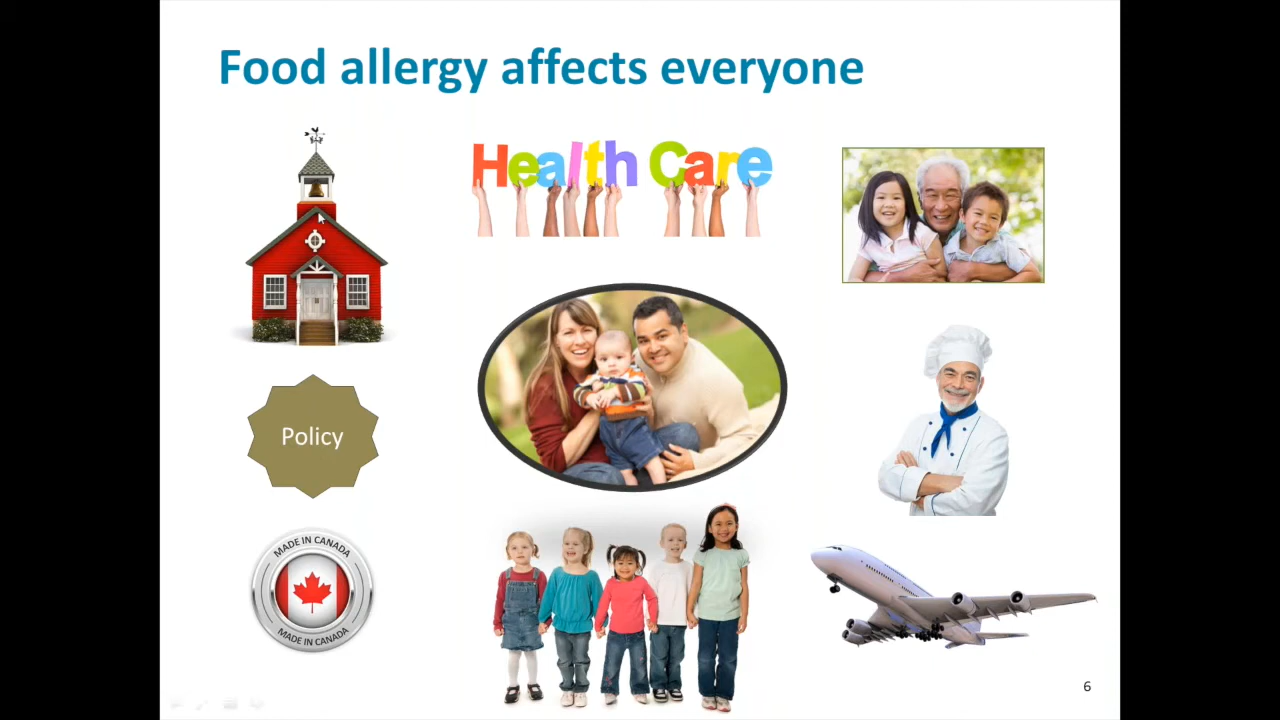 Food allergy affects everyone
Health Care
Policy
MADE IN CANADA
MADE IN CANADA
6